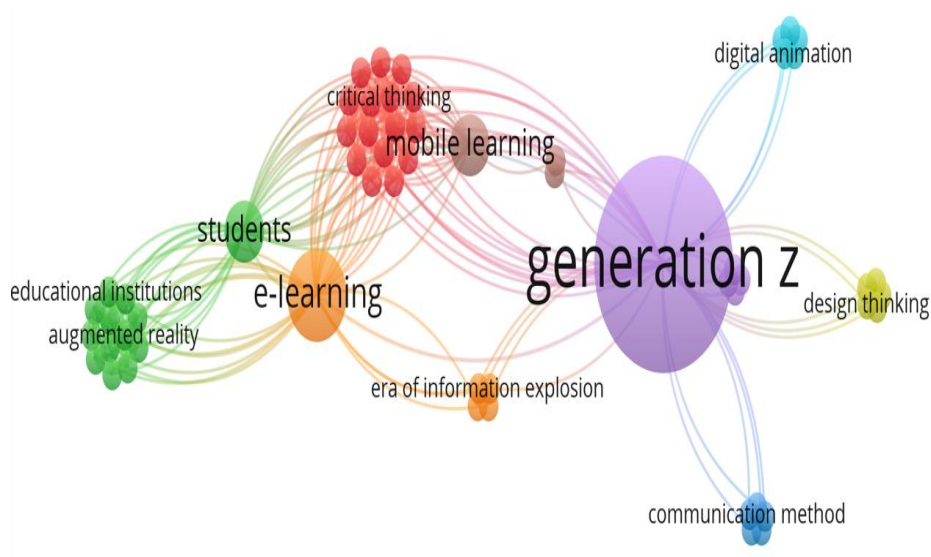 digital animation
critical thinking
mobile learning
students
generation z
educational institutions
e-learning
design thinking
augmented reality
era of information explosion
communication method